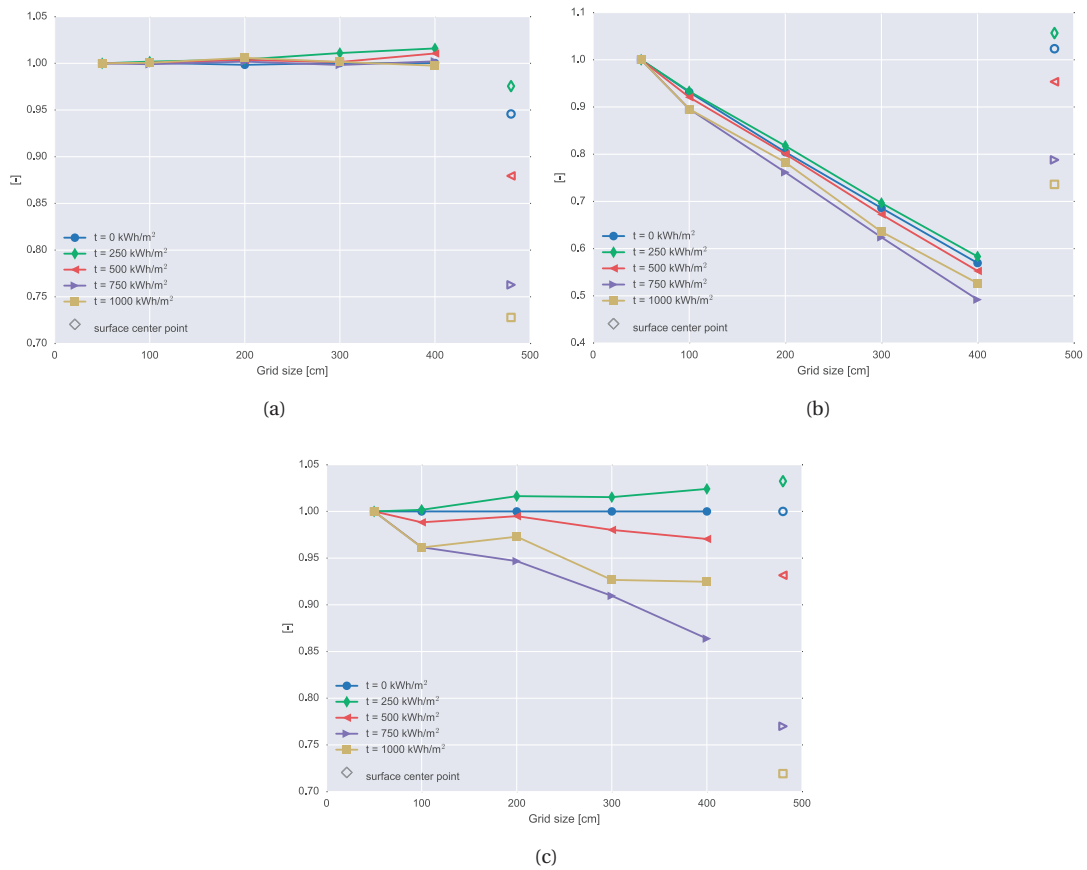 1.05
1.00
0.95
0.90
0.85
0.80
0.75
0.70
[-]
t = 0 kWh/m²
t = 250 kWh/m²
t = 500 kWh/m²
t = 750 kWh/m²
t = 1000 kWh/m²
surface center point
0 100 200 300 400 500
Grid size [cm]
(a)
1.1
1.0
0.9
0.8
0.7
0.6
0.5
0.4
[-]
t = 0 kWh/m²
t = 250 kWh/m²
t = 500 kWh/m²
t = 750 kWh/m²
t = 1000 kWh/m²
surface center point
0 100 200 300 400 500
Grid size [cm]
(b)
1.05
1.00
0.95
0.90
0.85
0.80
0.75
0.70
[-]
t = 0 kWh/m²
t = 250 kWh/m²
t = 500 kWh/m²
t = 750 kWh/m²
t = 1000 kWh/m²
surface center point
0 100 200 300 400 500
Grid size [cm]
(c)